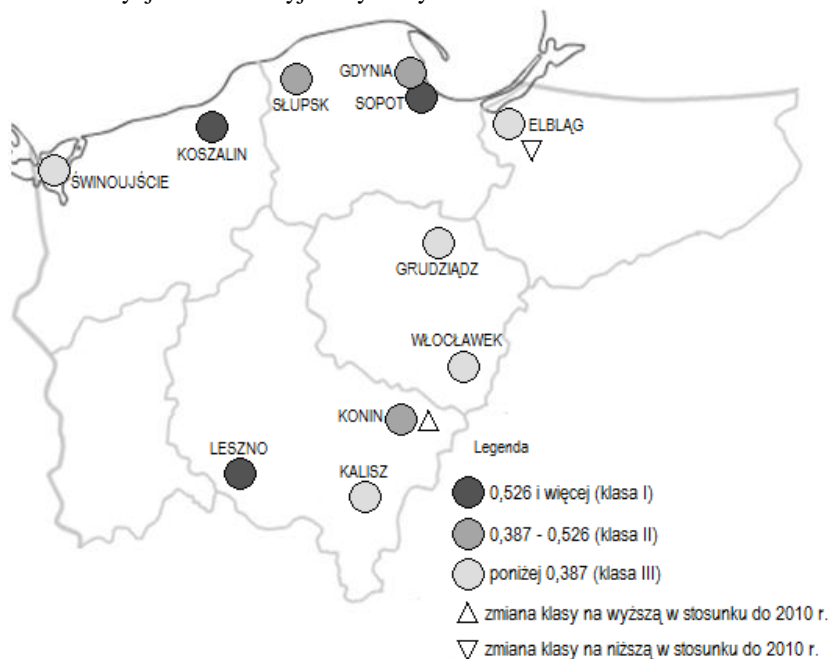 GDYNIA
SŁUPSK
SOPOT
ELBLĄG
KOSZALIN
ŚWINOUJŚCIE
GRUDZIĄDZ
WŁOCŁAWEK
KONIN
LESZNO
KALISZ
Legenda
0,526 i więcej (klasa I)
0,387 - 0,526 (klasa II)
poniżej 0,387 (klasa III)
zmiana klasy na wyższą w stosunku do 2010 r.
zmiana klasy na niższą w stosunku do 2010 r.